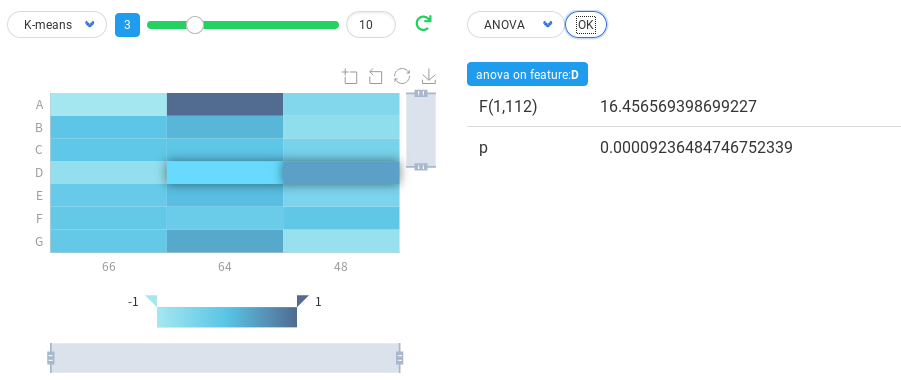 K-means 3 10
ANOVA OK
anova on feature:D
F(1,112) 16.456569398699227
p 0.00009236484746752339
A
B
C
D
E
F
G
66 64 48
-1 1